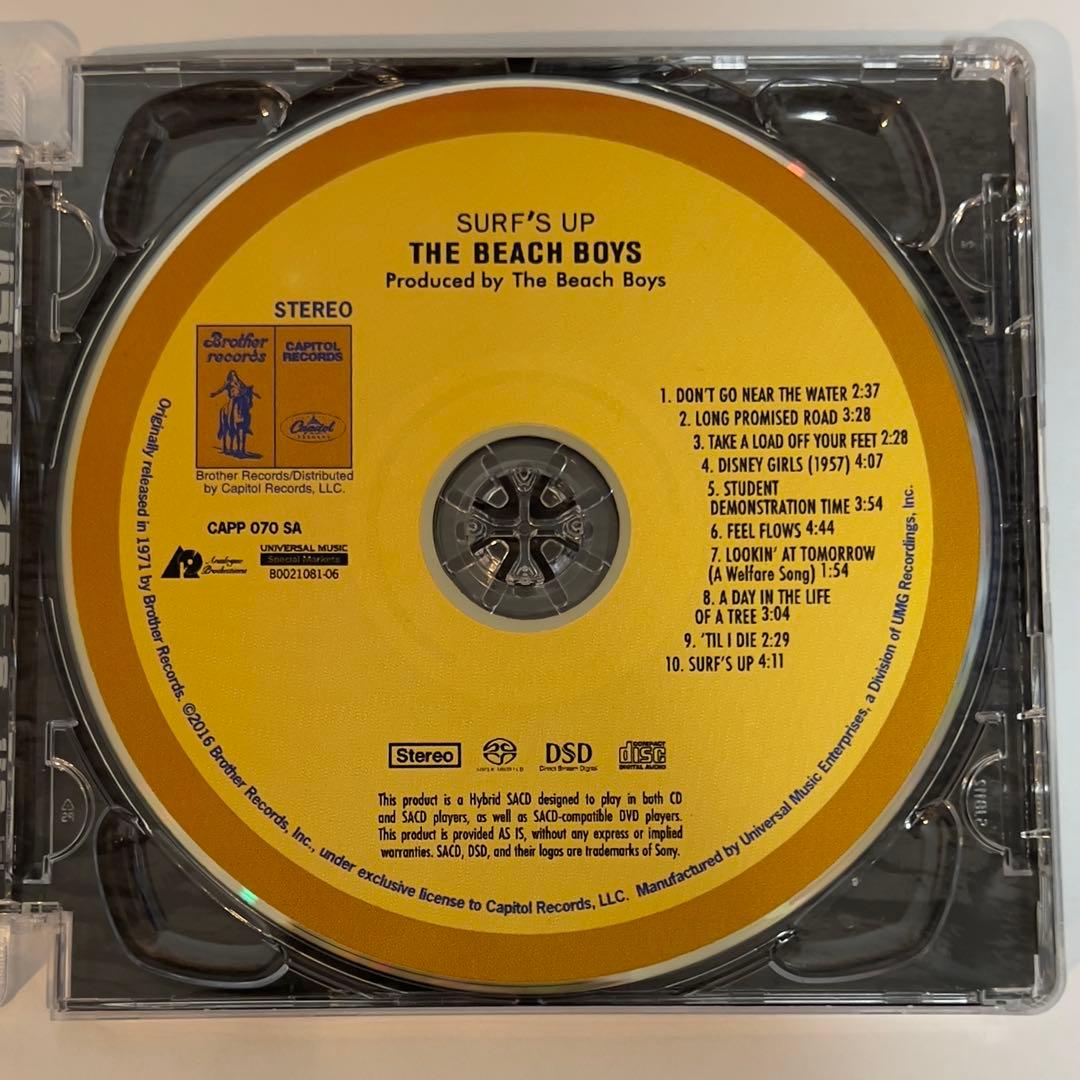 SURF'S UP
THE BEACH BOYS
Produced by The Beach Boys
STEREO
Brother
records
CAPITOL
RECORDS
Capitol
RECORDS
Brother Records/Distributed
by Capitol Records, LLC.
CAPP 070 SA
Analogue
Productions
UNIVERSAL MUSIC
Special Markets
B0021081-06
1. DON'T GO NEAR THE WATER 2:37
2. LONG PROMISED ROAD 3:28
3. TAKE A LOAD OFF YOUR FEET 2:28
4. DISNEY GIRLS (1957) 4:07
5. STUDENT
DEMONSTRATION TIME 3:54
6. FEEL FLOWS 4:44
7. LOOKIN' AT TOMORROW
(A Welfare Song) 1:54
8. A DAY IN THE LIFE
OF A TREE 3:04
9. 'TIL I DIE 2:29
10. SURF'S UP 4:11
Stereo
DSD
Direct Stream Digital
COMPACT
disc
DIGITAL AUDIO
This product is a Hybrid SACD designed to play in both CD
and SACD players, as well as SACD-compatible DVD players.
This product is provided AS IS, without any express or implied
warranties. SACD, DSD, and their logos are trademarks of Sony.
Originally released in 1971 by Brother Records. ©2016 Brother Records, Inc., under exclusive license to Capitol Records, LLC. Manufactured by Universal Music Enterprises, a Division of UMG Recordings, Inc.